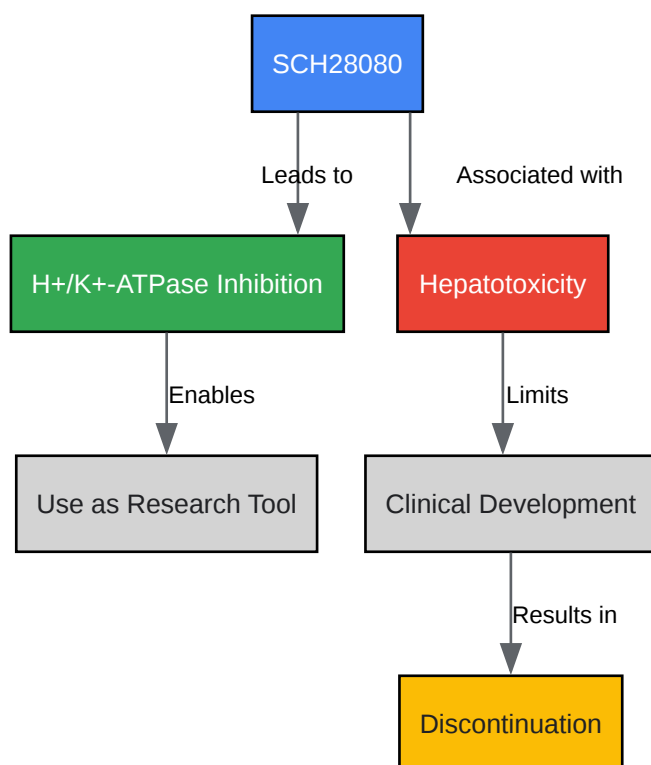 SCH28080
Leads to
Associated with
H+/K+-ATPase Inhibition
Hepatotoxicity
Enables
Limits
Use as Research Tool
Clinical Development
Results in
Discontinuation